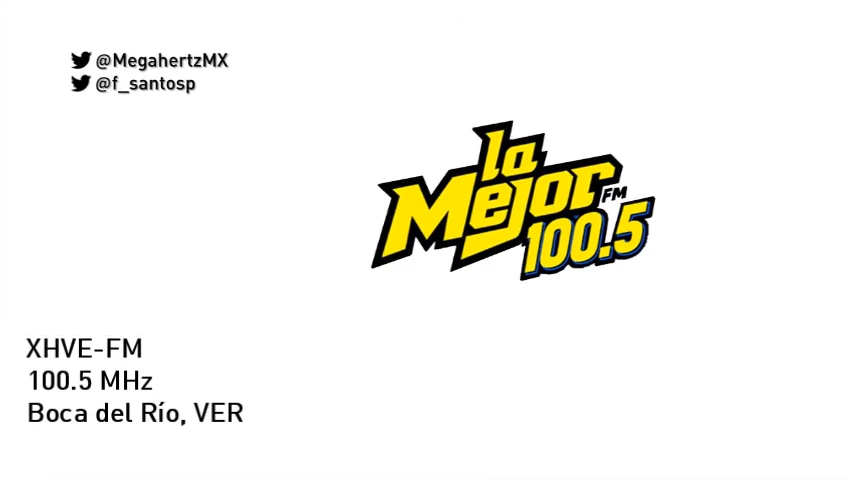 @MegahertzMX
@f_santosp
la
Mejor FM
100.5
XHVE-FM
100.5 MHz
Boca del Río, VER